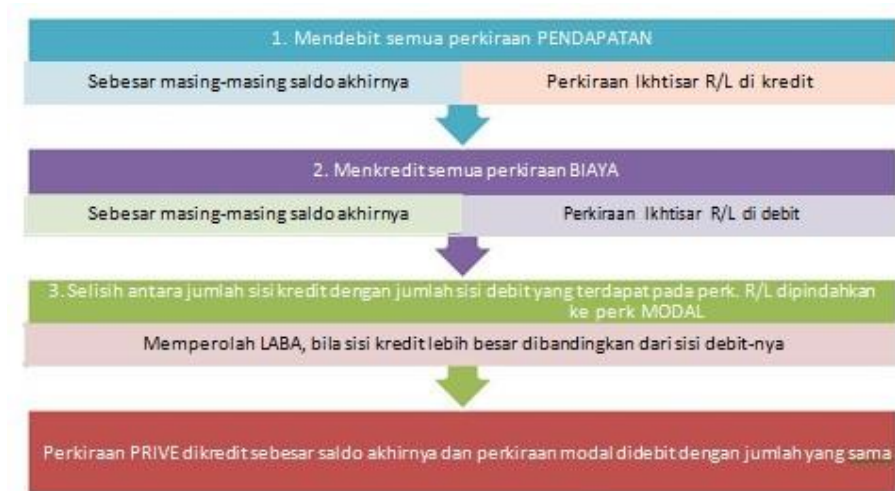 1. Mendebit semua perkiraan PENDAPATAN
Sebesar masing-masing saldo akhirnya
Perkiraan Ikhtisar R/L di kredit
2. Menkredit semua perkiraan BIAYA
Sebesar masing-masing saldo akhirnya
Perkiraan Ikhtisar R/L di debit
3. Selisih antara jumlah sisi kredit dengan jumlah sisi debit yang terdapat pada perk. R/L dipindahkan
ke perk MODAL
Memperolah LABA, bila sisi kredit lebih besar dibandingkan dari sisi debit-nya
Perkiraan PRIVE dikredit sebesar saldo akhirnya dan perkiraan modal didebit dengan jumlah yang sama